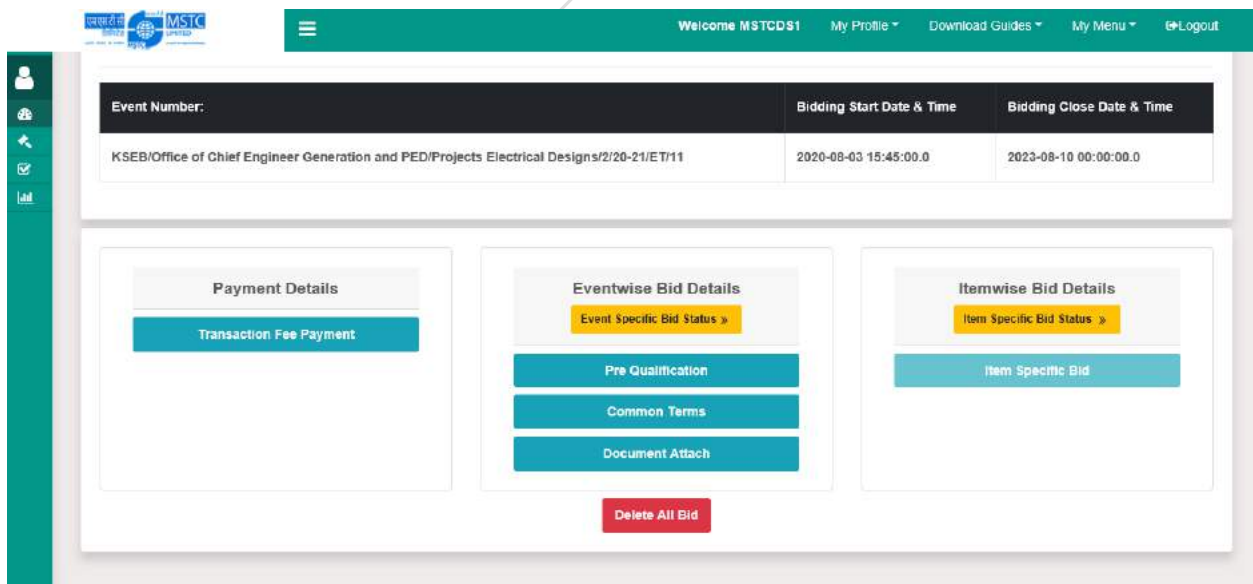 एमएसटीसी MSTC
लिमिटेड LIMITED
Welcome MSTCDS1 My Profile Download Guides My Menu Logout
Event Number: Bidding Start Date & Time Bidding Close Date & Time
KSEB/Office of Chief Engineer Generation and PED/Projects Electrical Designs/2/20-21/ET/11 2020-08-03 15:45:00.0 2023-08-10 00:00:00.0
Payment Details
Transaction Fee Payment
Eventwise Bid Details
Event Specific Bid Status »
Pre Qualification
Common Terms
Document Attach
Itemwise Bid Details
Item Specific Bid Status »
Item Specific Bid
Delete All Bid